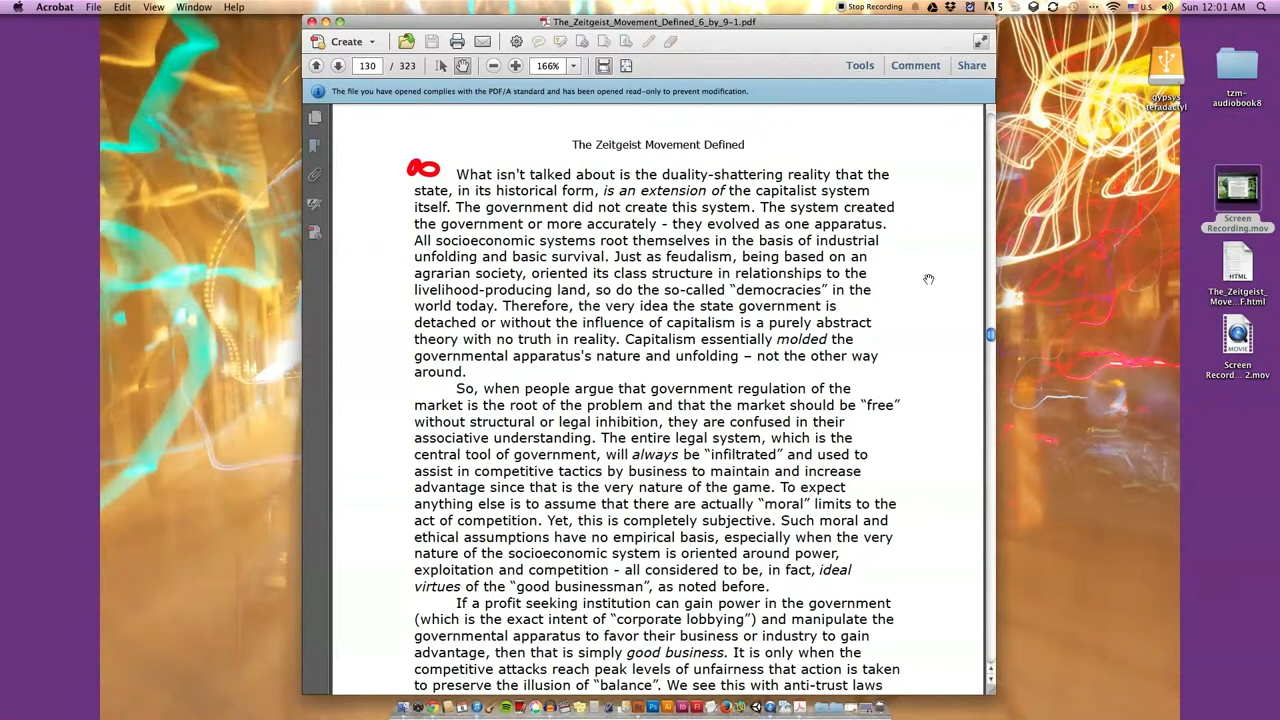 Acrobat File Edit View Window Help Stop Recording 5 U.S. Sun 12:01 AM
The_Zeitgeist_Movement_Defined_6_by_9-1.pdf
Create
130 / 323 166% Tools Comment Share
The file you have opened complies with the PDF/A standard and has been opened read-only to prevent modification.
The Zeitgeist Movement Defined
What isn't talked about is the duality-shattering reality that the
state, in its historical form, is an extension of the capitalist system
itself. The government did not create this system. The system created
the government or more accurately - they evolved as one apparatus.
All socioeconomic systems root themselves in the basis of industrial
unfolding and basic survival. Just as feudalism, being based on an
agrarian society, oriented its class structure in relationships to the
livelihood-producing land, so do the so-called “democracies” in the
world today. Therefore, the very idea the state government is
detached or without the influence of capitalism is a purely abstract
theory with no truth in reality. Capitalism essentially molded the
governmental apparatus's nature and unfolding – not the other way
around.
So, when people argue that government regulation of the
market is the root of the problem and that the market should be “free”
without structural or legal inhibition, they are confused in their
associative understanding. The entire legal system, which is the
central tool of government, will always be “infiltrated” and used to
assist in competitive tactics by business to maintain and increase
advantage since that is the very nature of the game. To expect
anything else is to assume that there are actually “moral” limits to the
act of competition. Yet, this is completely subjective. Such moral and
ethical assumptions have no empirical basis, especially when the very
nature of the socioeconomic system is oriented around power,
exploitation and competition - all considered to be, in fact, ideal
virtues of the “good businessman”, as noted before.
If a profit seeking institution can gain power in the government
(which is the exact intent of “corporate lobbying”) and manipulate the
governmental apparatus to favor their business or industry to gain
advantage, then that is simply good business. It is only when the
competitive attacks reach peak levels of unfairness that action is taken
to preserve the illusion of “balance”. We see this with anti-trust laws
gypsys
teradactyl
tzm-
audiobook8
Screen
Recording.mov
The_Zeitgeist_
Move...F.html
MOVIE
Screen
Record... 2.mov